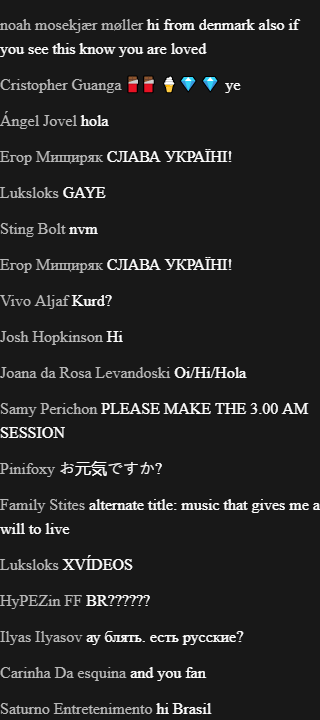 noah mosekjær møller hi from denmark also if
you see this know you are loved
Cristopher Guanga 🍫🍫 🍦💎 💎 ye
Ángel Jovel hola
Егор Мищиряк СЛАВА УКРАЇНІ!
Luksloks GAYE
Sting Bolt nvm
Егор Мищиряк СЛАВА УКРАЇНІ!
Vivo Aljaf Kurd?
Josh Hopkinson Hi
Joana da Rosa Levandoski Oi/Hi/Hola
Samy Perichon PLEASE MAKE THE 3.00 AM
SESSION
Pinifoxy お元気ですか?
Family Stites alternate title: music that gives me a
will to live
Luksloks XVÍDEOS
HyPEZin FF BR??????
Ilyas Ilyasov ау блять. есть русские?
Carinha Da esquina and you fan
Saturno Entretenimento hi Brasil